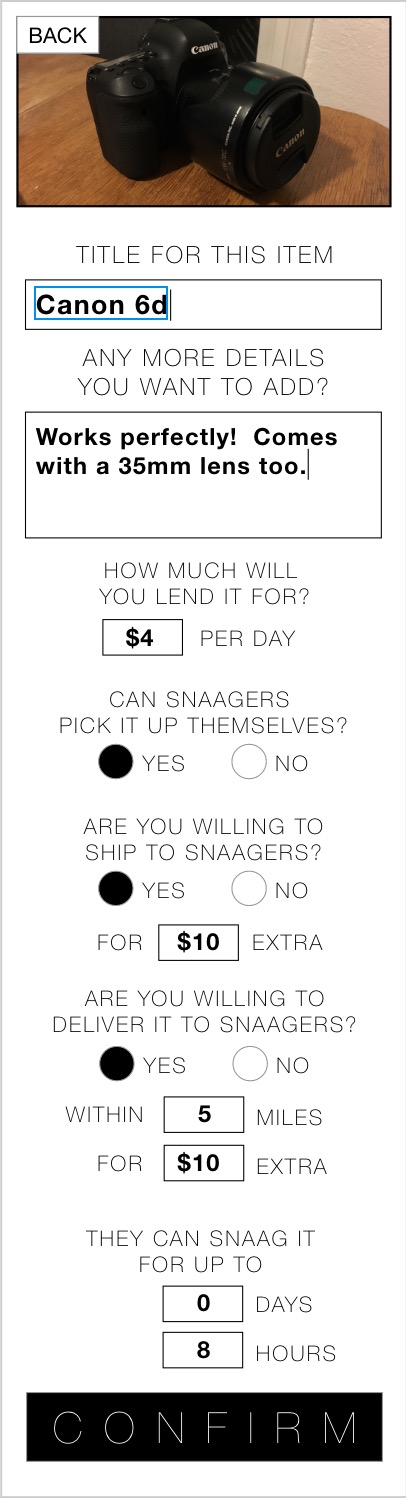 BACK
Canon
Canon
TITLE FOR THIS ITEM
Canon 6d
ANY MORE DETAILS
YOU WANT TO ADD?
Works perfectly!  Comes
with a 35mm lens too.
HOW MUCH WILL
YOU LEND IT FOR?
$4 PER DAY
CAN SNAAGERS
PICK IT UP THEMSELVES?
YES NO
ARE YOU WILLING TO
SHIP TO SNAAGERS?
YES NO
FOR $10 EXTRA
ARE YOU WILLING TO
DELIVER IT TO SNAAGERS?
YES NO
WITHIN 5 MILES
FOR $10 EXTRA
THEY CAN SNAAG IT
FOR UP TO
0 DAYS
8 HOURS
CONFIRM